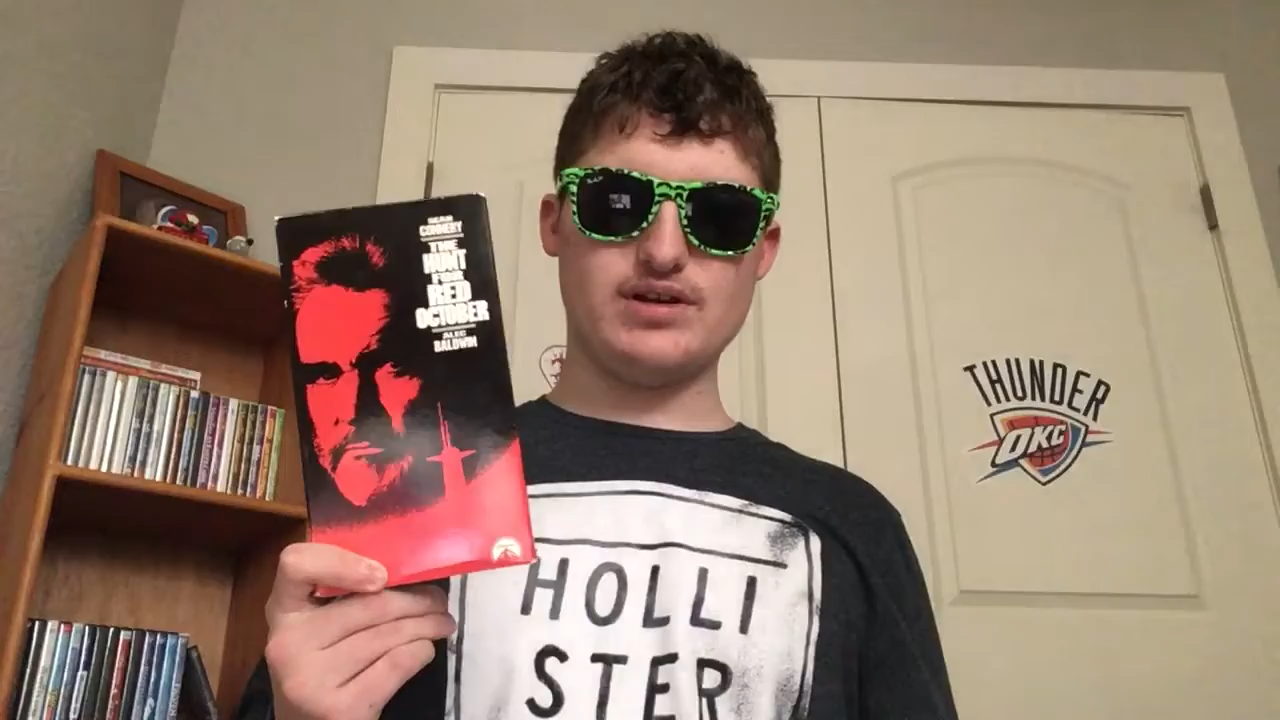 SEAN
CONNERY
THE
HUNT
FOR
RED
OCTOBER
ALEC
BALDWIN
THUNDER
OKC
HOLLI
STER